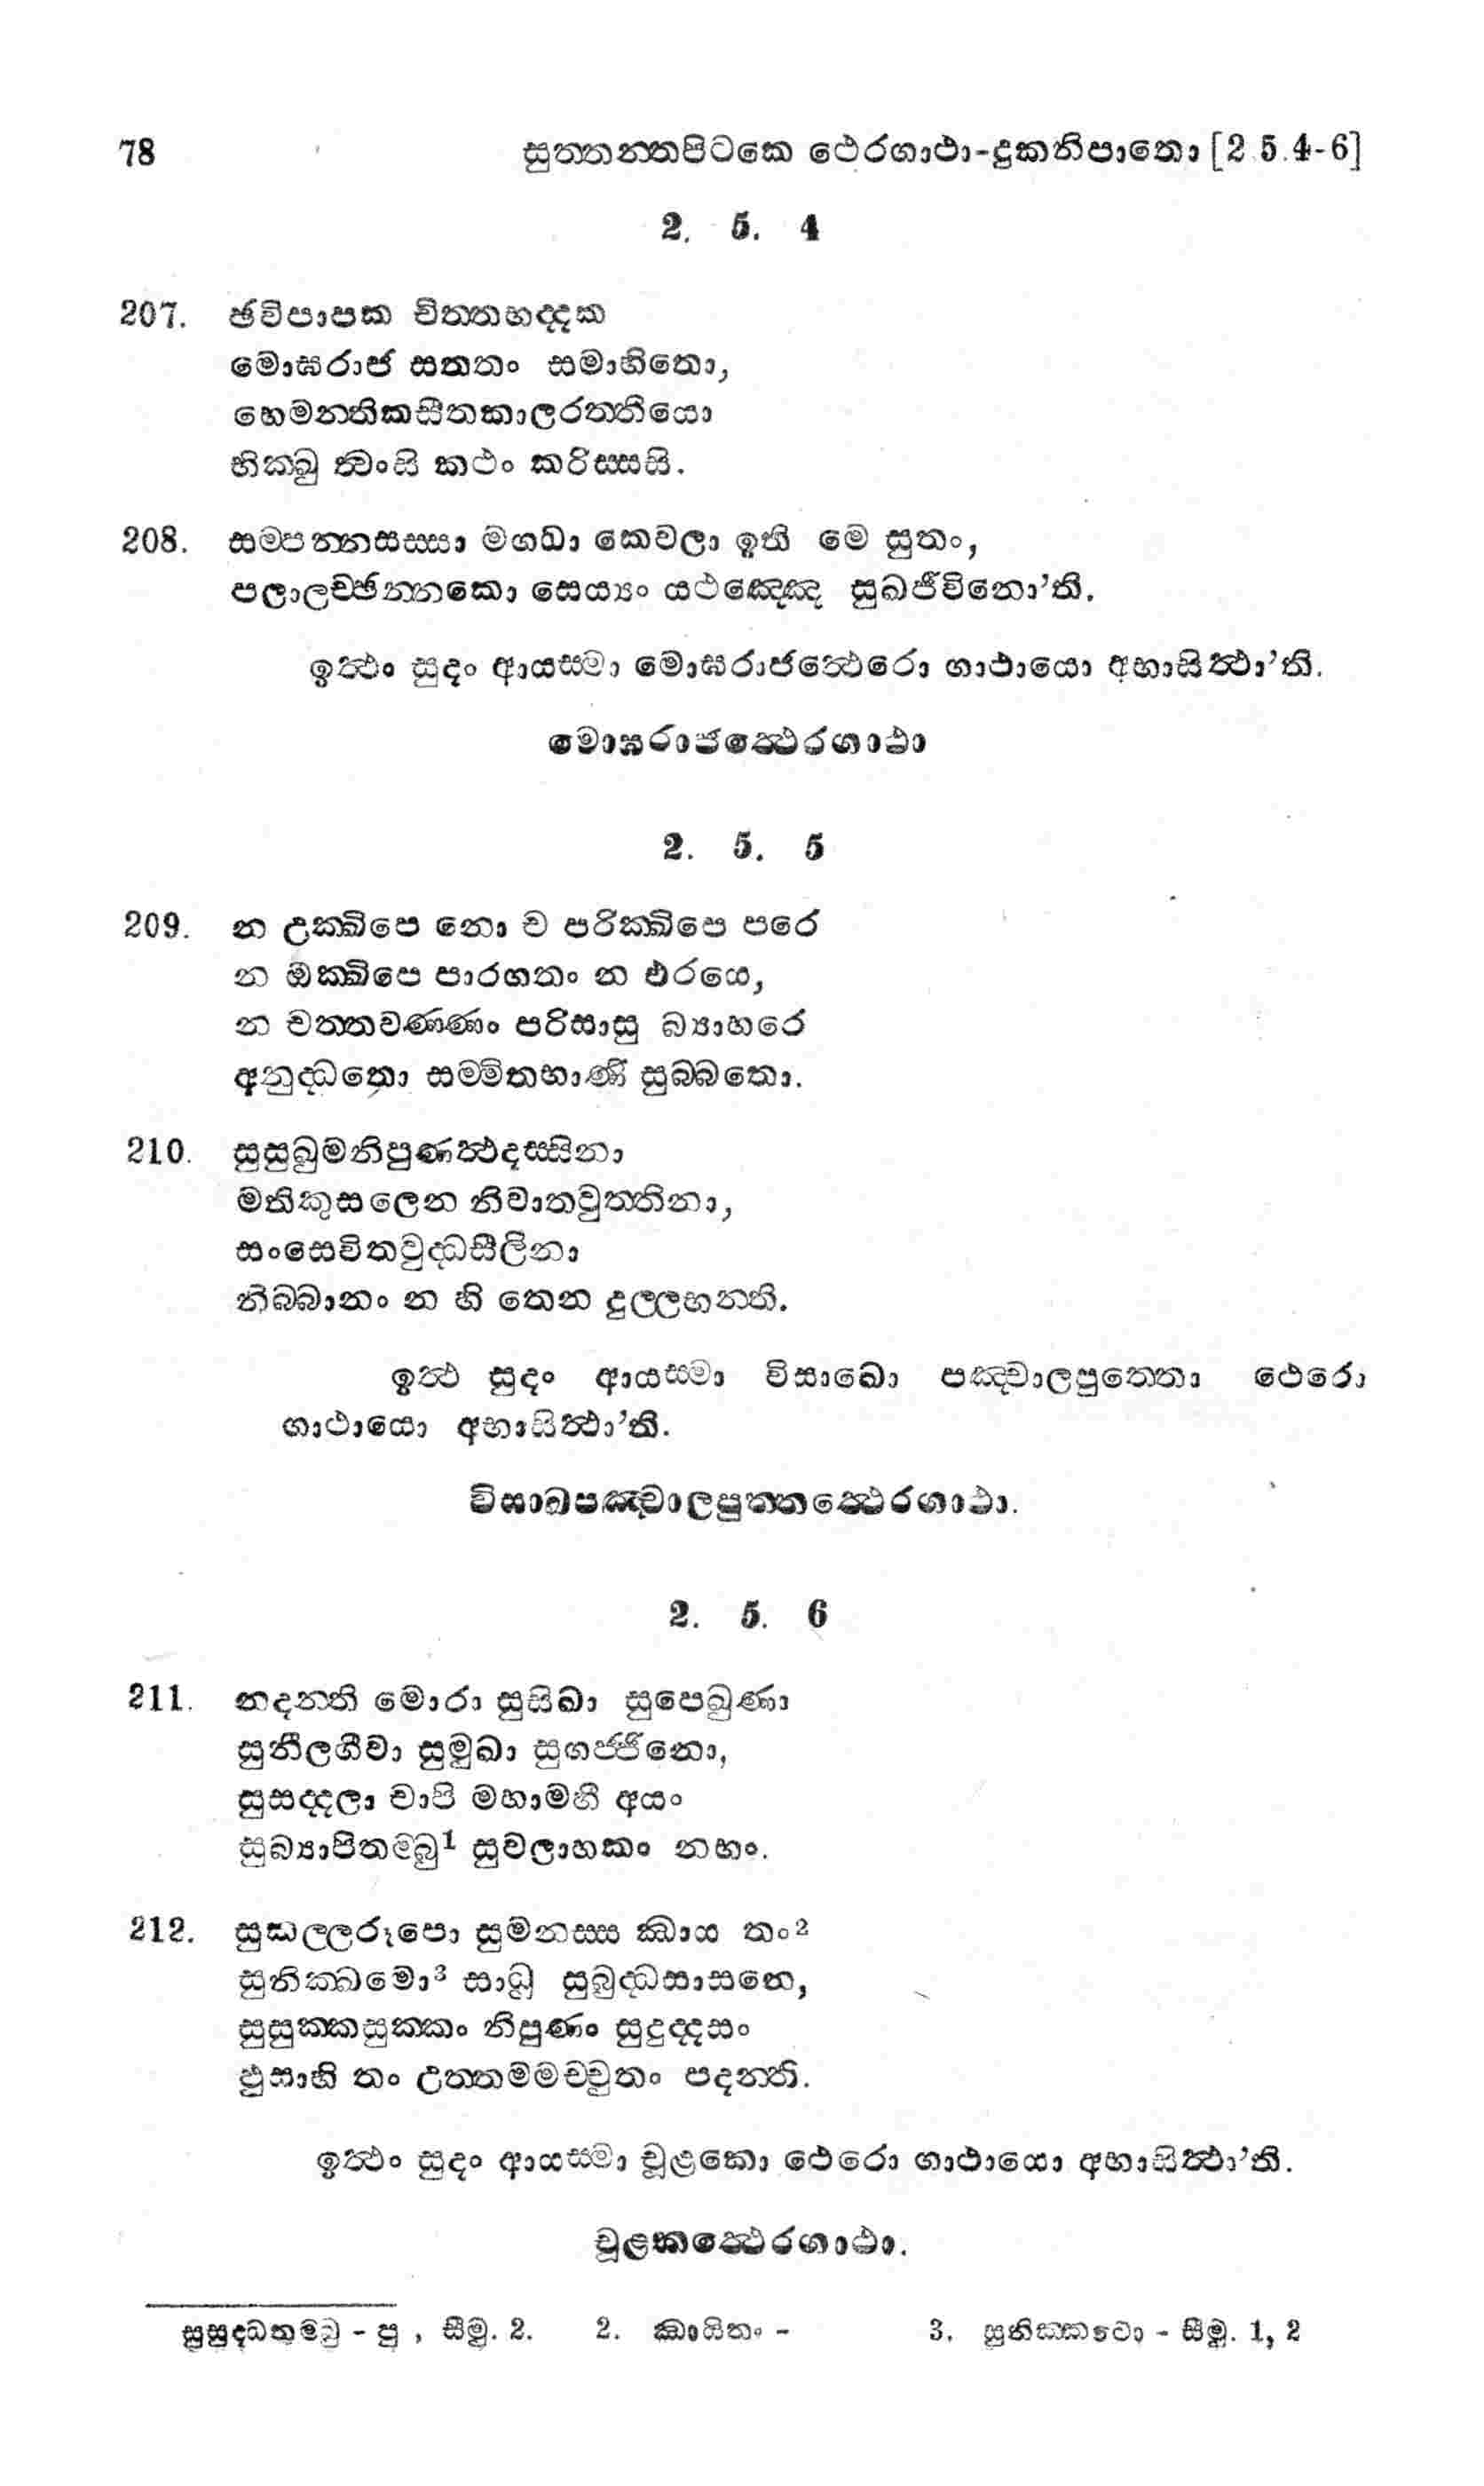 78 සුත්තන්තපිටකෙ ථෙරගාථා-දුකනිපාතො [2. 5. 4-6]
2. 5. 4
207. ඡවිපාපක චිත්තභද්දක
මොඝරාජ සතතං සමාහිතො,
හෙමන්තිකසීතකාලරත්තියො
භික්ඛු ත්වංසි කථං කරිස්සසි.
208. සම්පන්නසස්සා මගධා කෙවලා ඉති මෙ සුතං,
පලාලච්ඡන්නකො සෙය්‍යං යථඤ්ඤෙ සුඛජීවිනො’ති.
ඉත්ථං සුදං ආයස්මා මොඝරාජත්ථෙරො ගාථායො අභාසිත්ථා’ති.
මොඝරාජත්ථෙරගාථා
2. 5. 5
209. න උක්ඛිපෙ නො ච පරික්ඛිපෙ පරෙ
න ඔක්ඛිපෙ පාරගතං න එරයෙ,
න චත්තවණ්ණං පරිසාසු බ්‍යාහරෙ
අනුද්ධතො සම්මිතභාණී සුබ්බතො.
210. සුසුඛුමනිපුණත්ථදස්සිනා
මතිකුසලෙන නිවාතවුත්තිනා,
සංසෙවිතවුද්ධසීලිනා
නිබ්බානං න හි තෙන දුල්ලභන්ති.
ඉත්ථ සුදං ආයස්මා විසාඛො පඤ්චාලපුත්තො ථෙරො
ගාථායො අභාසිත්ථා’ති.
විසාඛපඤ්චාලපුත්තත්ථෙරගාථා.
2. 5. 6
211. නදන්ති මොරා සුසිඛා සුපෙඛුණා
සුනීලගීවා සුමුඛා සුගජ්ජිනො,
සුසද්දලා චාපි මහාමහී අයං
සුබ්‍යාපිතම්බු¹ සුවලාහකං නභං.
212. සුඩල්ලරූපො සුමනස්ස ඣාය තං²
සුනික්ඛමො³ සාධු සුබුද්ධසාසනෙ,
සුසුක්කසුක්කං නිපුණං සුදුද්දසං
ඵුසාහි තං උත්තමමච්චුතං පදන්ති.
ඉත්ථං සුදං ආයස්මා චූළකො ථෙරො ගාථායො අභාසිත්ථා’ති.
චූළකත්ථෙරගාථා.
සුසුද්ධතම්බු - පු , සීමු. 2. 2. ඣායිතං - 3. සුනික්කටො - සීමු. 1, 2